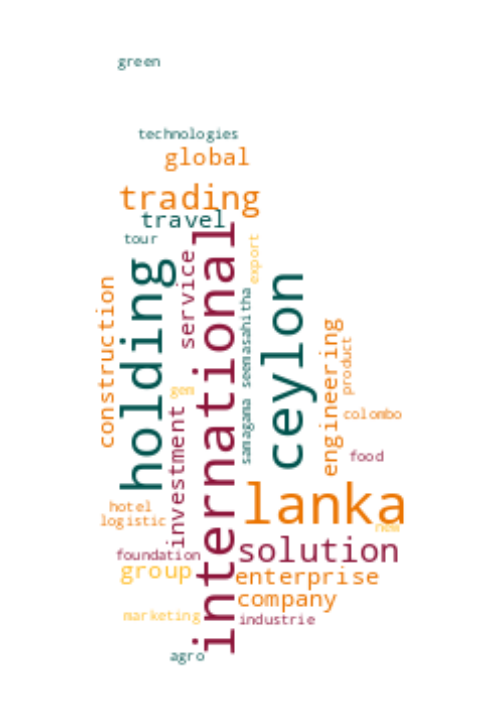 green
technologies
global
trading
travel
tour
international
service
export
holding
ceylon
construction
seemasahitha
engineering
product
gem
samagama
investment
colombo
food
lanka
hotel
logistic
new
solution
foundation
group
enterprise
company
marketing
industrie
agro